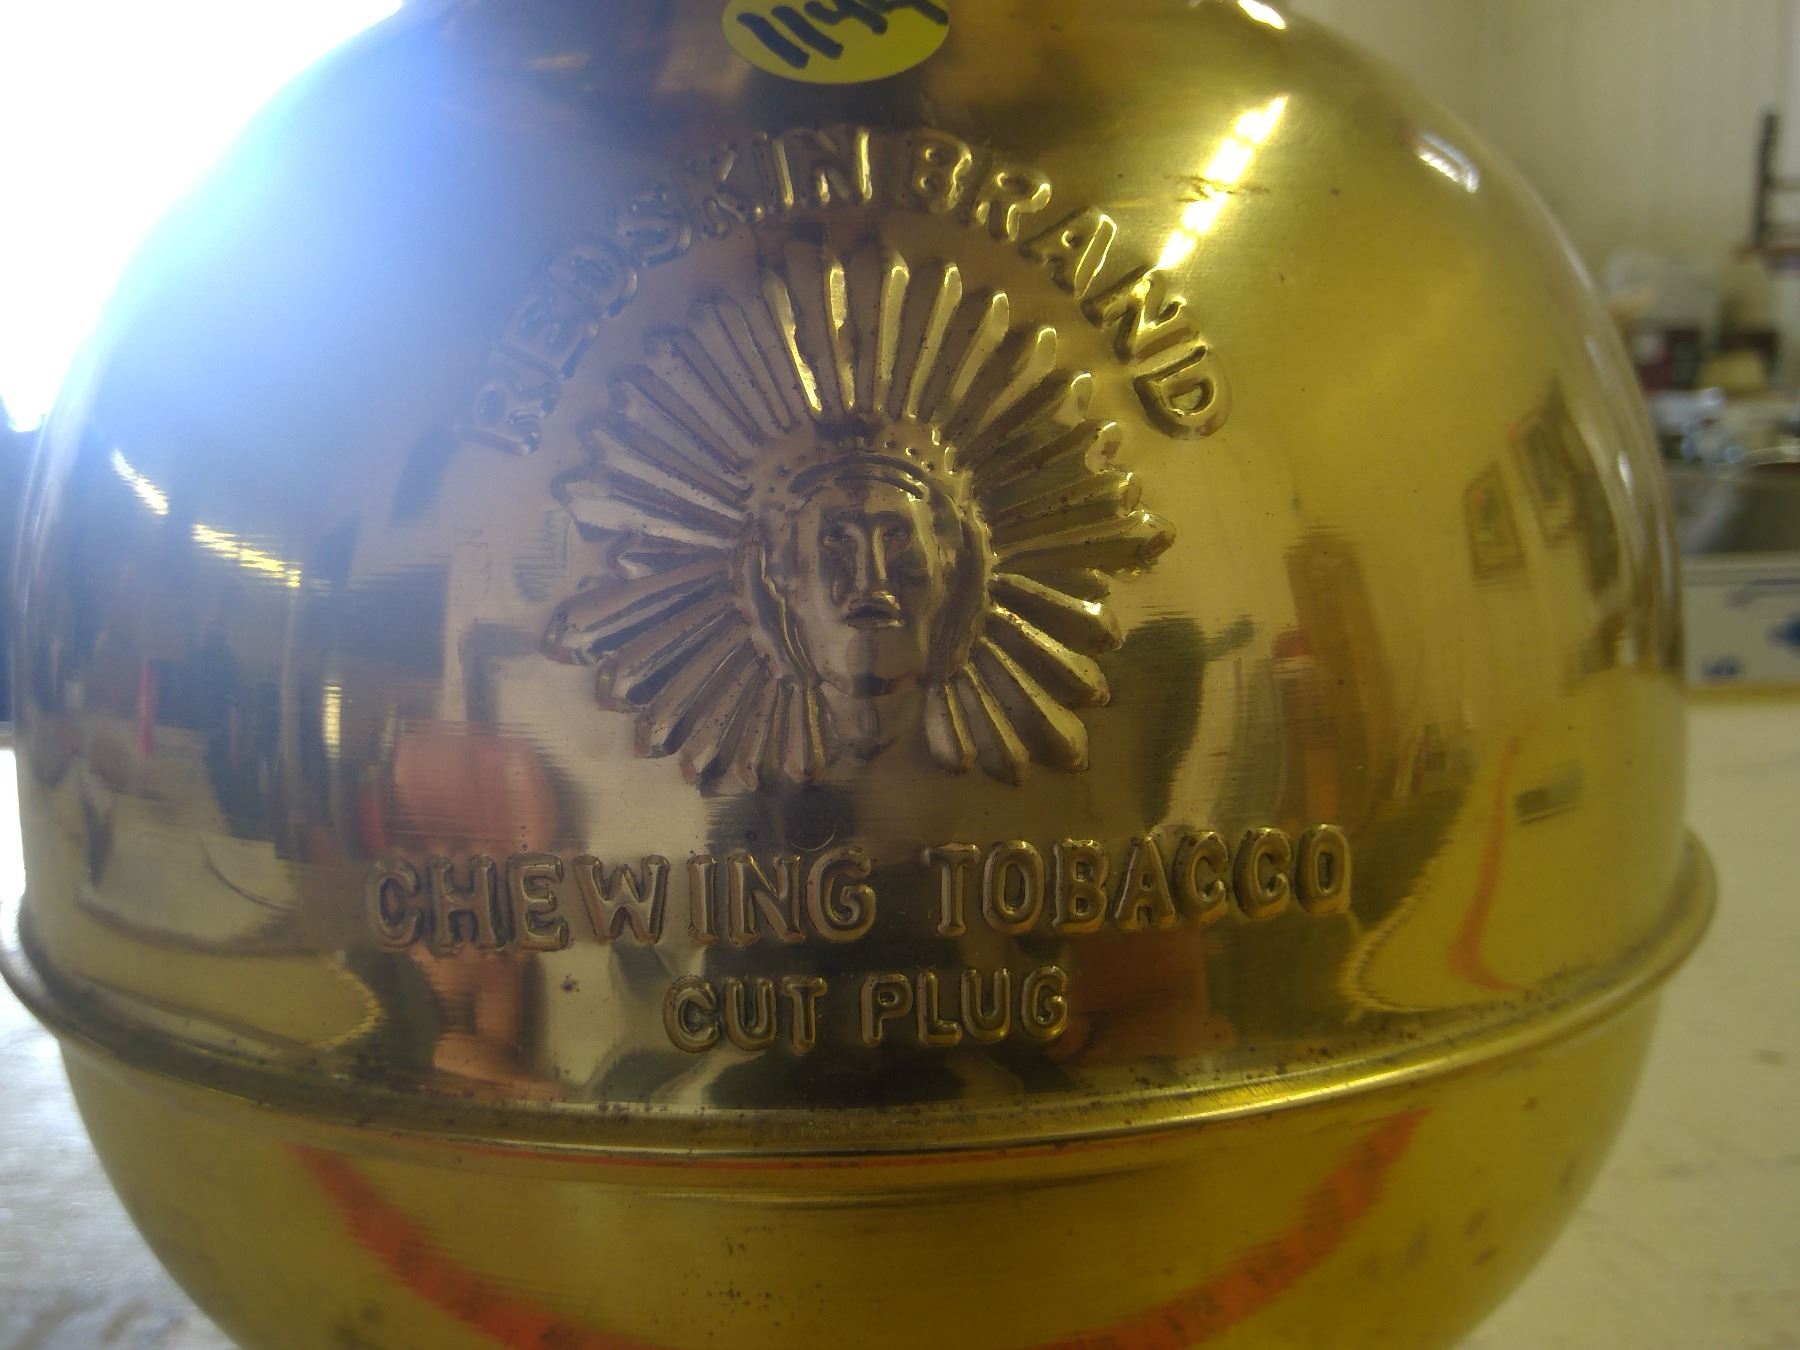 REDSKIN BRAND
CHEWING TOBACCO
CUT PLUG